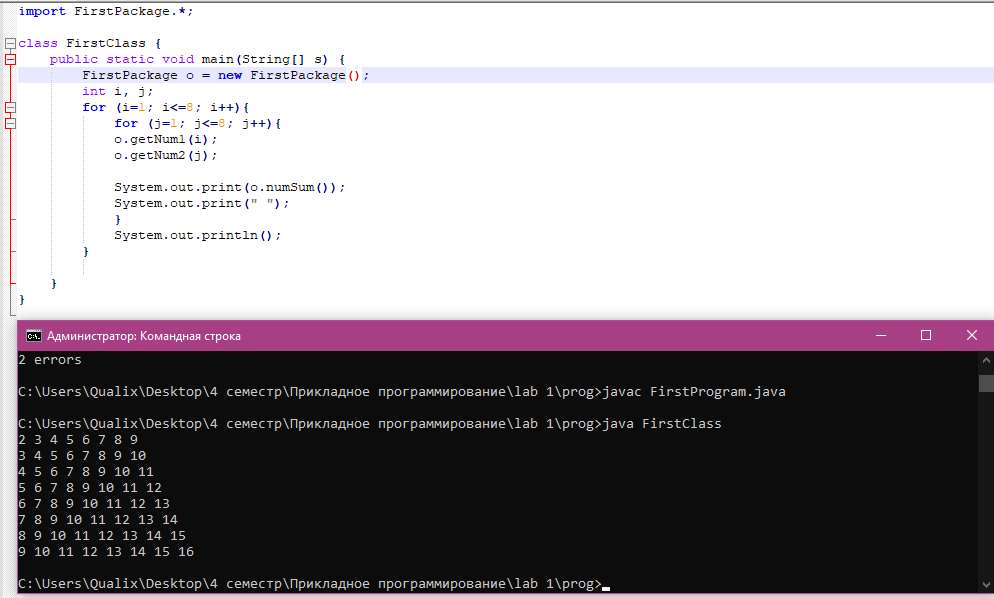 import FirstPackage.*;
class FirstClass {
public static void main(String[] s) {
FirstPackage o = new FirstPackage();
int i, j;
for (i=1; i<=8; i++){
for (j=1; j<=8; j++){
o.getNum1(i);
o.getNum2(j);
System.out.print(o.numSum());
System.out.print(" ");
}
System.out.println();
}
}
}
Администратор: Командная строка
2 errors
C:\Users\Qualix\Desktop\4 семестр\Прикладное программирование\lab 1\prog>javac FirstProgram.java
C:\Users\Qualix\Desktop\4 семестр\Прикладное программирование\lab 1\prog>java FirstClass
2 3 4 5 6 7 8 9
3 4 5 6 7 8 9 10
4 5 6 7 8 9 10 11
5 6 7 8 9 10 11 12
6 7 8 9 10 11 12 13
7 8 9 10 11 12 13 14
8 9 10 11 12 13 14 15
9 10 11 12 13 14 15 16
C:\Users\Qualix\Desktop\4 семестр\Прикладное программирование\lab 1\prog>